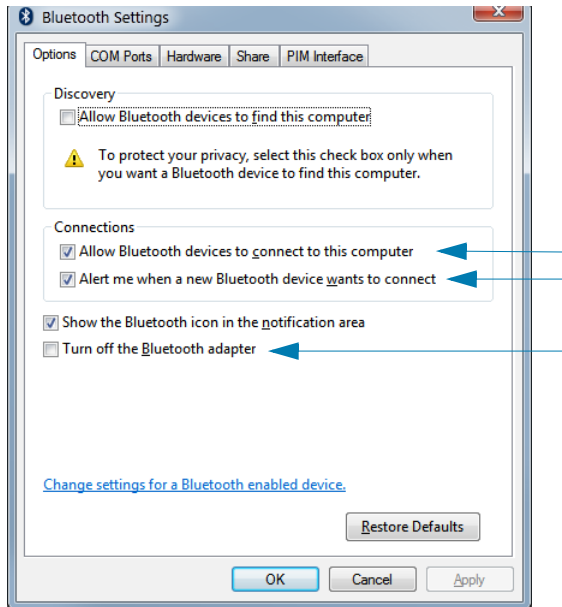 Bluetooth Settings
Options COM Ports Hardware Share PIM Interface
Discovery
Allow Bluetooth devices to find this computer
To protect your privacy, select this check box only when
you want a Bluetooth device to find this computer.
Connections
Allow Bluetooth devices to connect to this computer
Alert me when a new Bluetooth device wants to connect
Show the Bluetooth icon in the notification area
Turn off the Bluetooth adapter
Change settings for a Bluetooth enabled device.
Restore Defaults
OK Cancel Apply